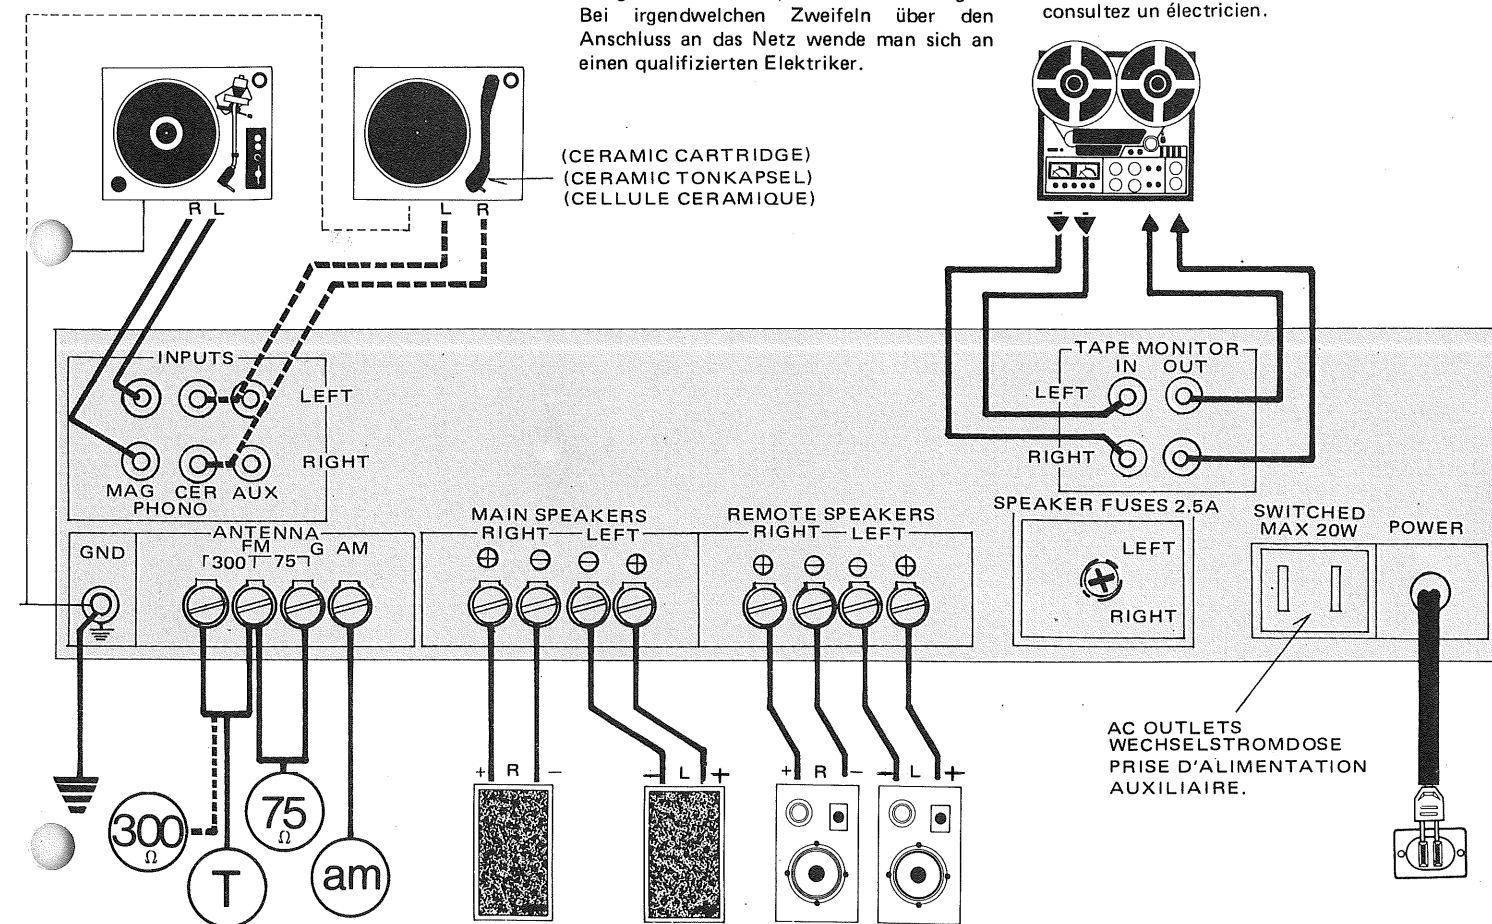 Bei irgendwelchen Zweifeln über den
Anschluss an das Netz wende man sich an
einen qualifizierten Elektriker.
consultez un électricien.
(CERAMIC CARTRIDGE)
(CERAMIC TONKAPSEL)
(CELLULE CERAMIQUE)
R L
L R
INPUTS
LEFT
RIGHT
MAG CER AUX
PHONO
TAPE MONITOR
IN OUT
LEFT
RIGHT
GND
ANTENNA
FM G AM
300 75
MAIN SPEAKERS
RIGHT LEFT
+ − − +
REMOTE SPEAKERS
RIGHT LEFT
+ − − +
SPEAKER FUSES 2.5A
LEFT
RIGHT
SWITCHED
MAX 20W
POWER
AC OUTLETS
WECHSELSTROMDOSE
PRISE D'ALIMENTATION
AUXILIAIRE.
+ R −
− L +
+ R −
− L +
300
Ω
75
Ω
T
am